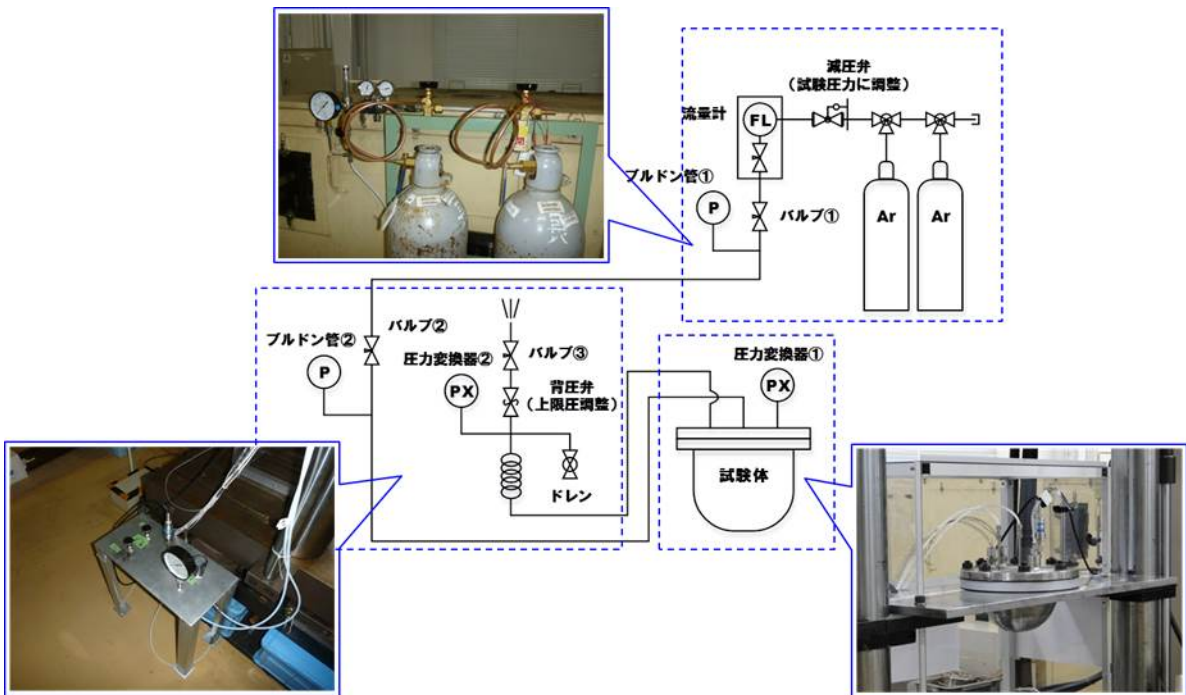 減圧弁
（試験圧力に調整）
流量計
FL
ブルドン管①
P
バルブ①
Ar
Ar
バルブ②
ブルドン管②
P
圧力変換器②
PX
バルブ③
背圧弁
（上限圧調整）
ドレン
圧力変換器①
PX
試験体